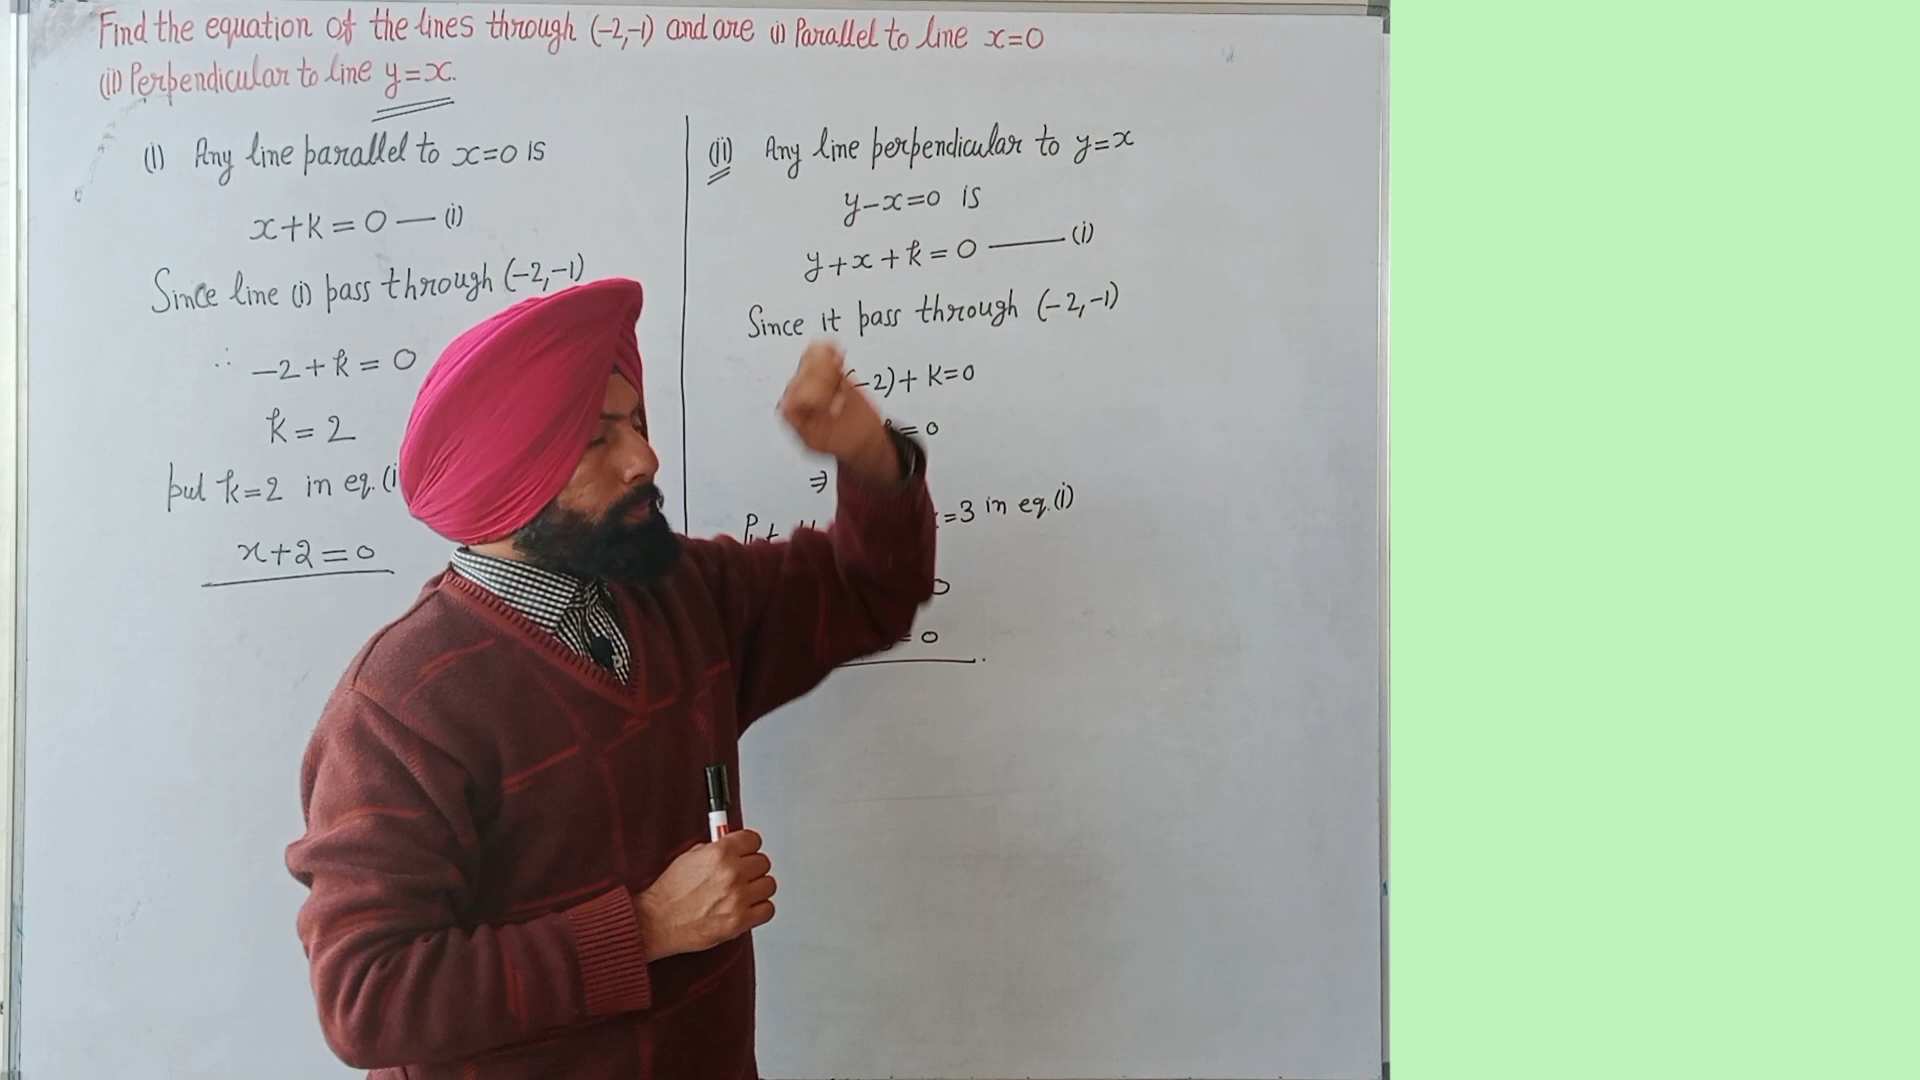 Find the equation of the lines through (-2,-1) and are (i) Parallel to line x=0
(ii) Perpendicular to line y=x.
(i) Any line parallel to x=0 is
x+k=0 — (i)
Since line (i) pass through (-2,-1)
∴ -2+k=0
k=2
put k=2 in eq.(i
x+2=0
(ii) Any line perpendicular to y=x
y-x=0 is
y+x+k=0 — (i)
Since it pass through (-2,-1)
-2)+k=0
=0
⇒
=3 in eq.(i)
=0